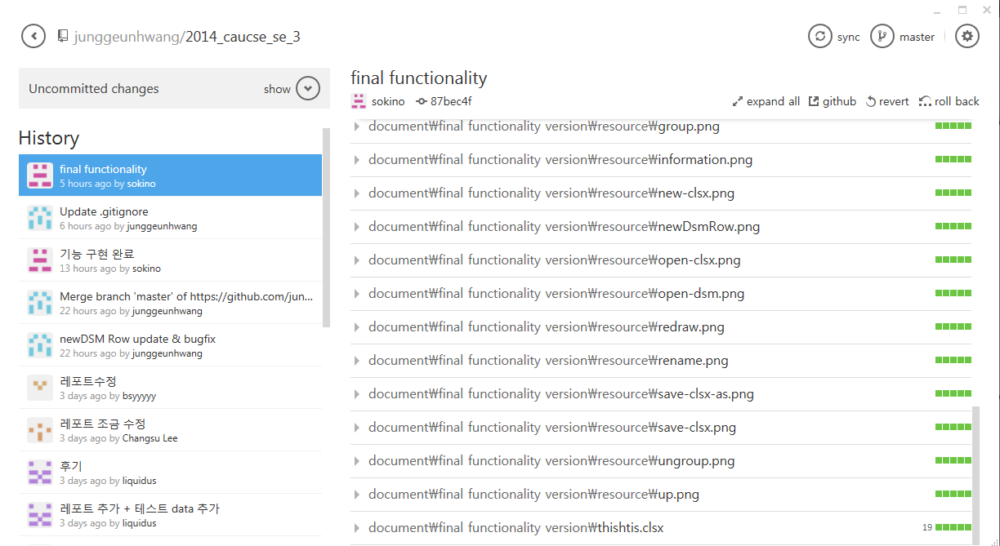 junggeunhwang/2014_caucse_se_3
sync
master
Uncommitted changes
show
History
final functionality
5 hours ago by sokino
Update .gitignore
6 hours ago by junggeunhwang
기능 구현 완료
13 hours ago by sokino
Merge branch 'master' of https://github.com/jun...
22 hours ago by junggeunhwang
newDSM Row update & bugfix
22 hours ago by junggeunhwang
레포트수정
3 days ago by bsyyyyy
레포트 조금 수정
3 days ago by Changsu Lee
후기
3 days ago by liquidus
레포트 추가 + 테스트 data 추가
3 days ago by liquidus
final functionality
sokino 87bec4f
expand all github revert roll back
document₩final functionality version₩resource₩group.png
document₩final functionality version₩resource₩information.png
document₩final functionality version₩resource₩new-clsx.png
document₩final functionality version₩resource₩newDsmRow.png
document₩final functionality version₩resource₩open-clsx.png
document₩final functionality version₩resource₩open-dsm.png
document₩final functionality version₩resource₩redraw.png
document₩final functionality version₩resource₩rename.png
document₩final functionality version₩resource₩save-clsx-as.png
document₩final functionality version₩resource₩save-clsx.png
document₩final functionality version₩resource₩ungroup.png
document₩final functionality version₩resource₩up.png
document₩final functionality version₩thishtis.clsx 19